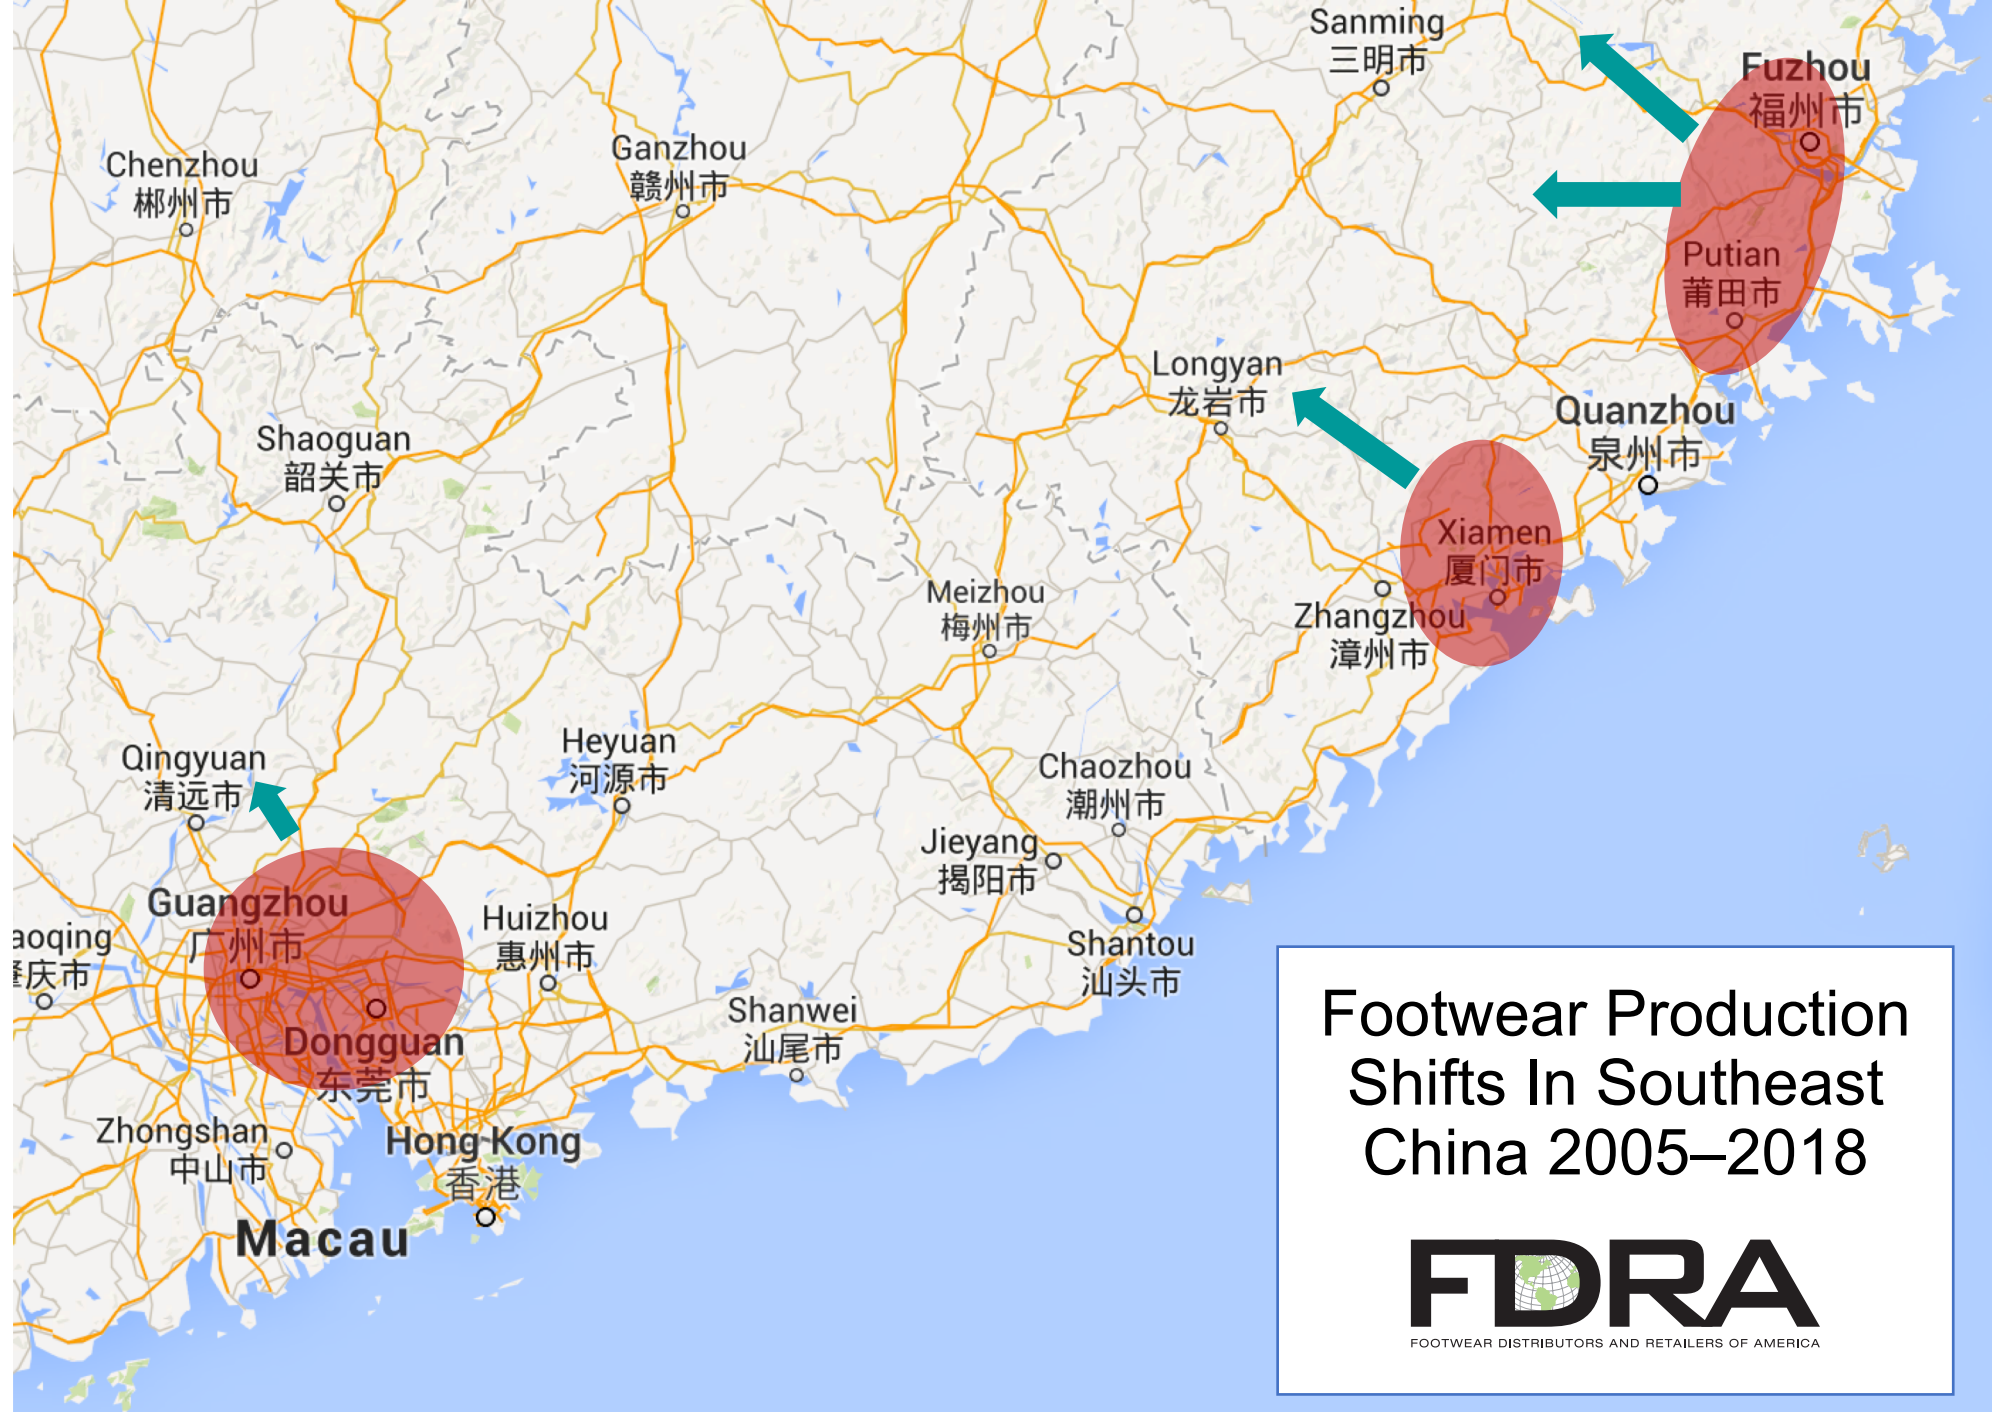 Sanming
三明市
Fuzhou
福州市
Chenzhou
郴州市
Ganzhou
赣州市
Putian
莆田市
Longyan
龙岩市
Quanzhou
泉州市
Shaoguan
韶关市
Xiamen
厦门市
Meizhou
梅州市
Zhangzhou
漳州市
Qingyuan
清远市
Heyuan
河源市
Chaozhou
潮州市
Jieyang
揭阳市
Guangzhou
广州市
Huizhou
惠州市
aoqing
肇庆市
Shantou
汕头市
Shanwei
汕尾市
Dongguan
东莞市
Zhongshan
中山市
Hong Kong
香港
Macau
Footwear Production
Shifts In Southeast
China 2005–2018
FDRA
FOOTWEAR DISTRIBUTORS AND RETAILERS OF AMERICA